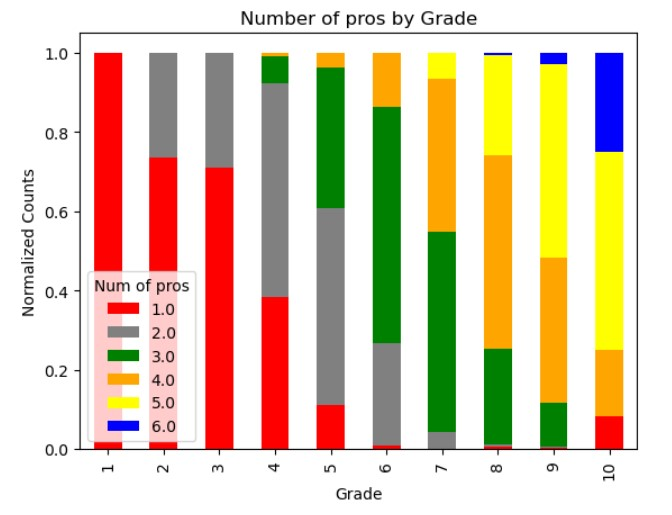 Number of pros by Grade
1.0
0.8
0.6
0.4
0.2
0.0
Normalized Counts
Num of pros
1.0
2.0
3.0
4.0
5.0
6.0
1 2 3 4 5 6 7 8 9 10
Grade